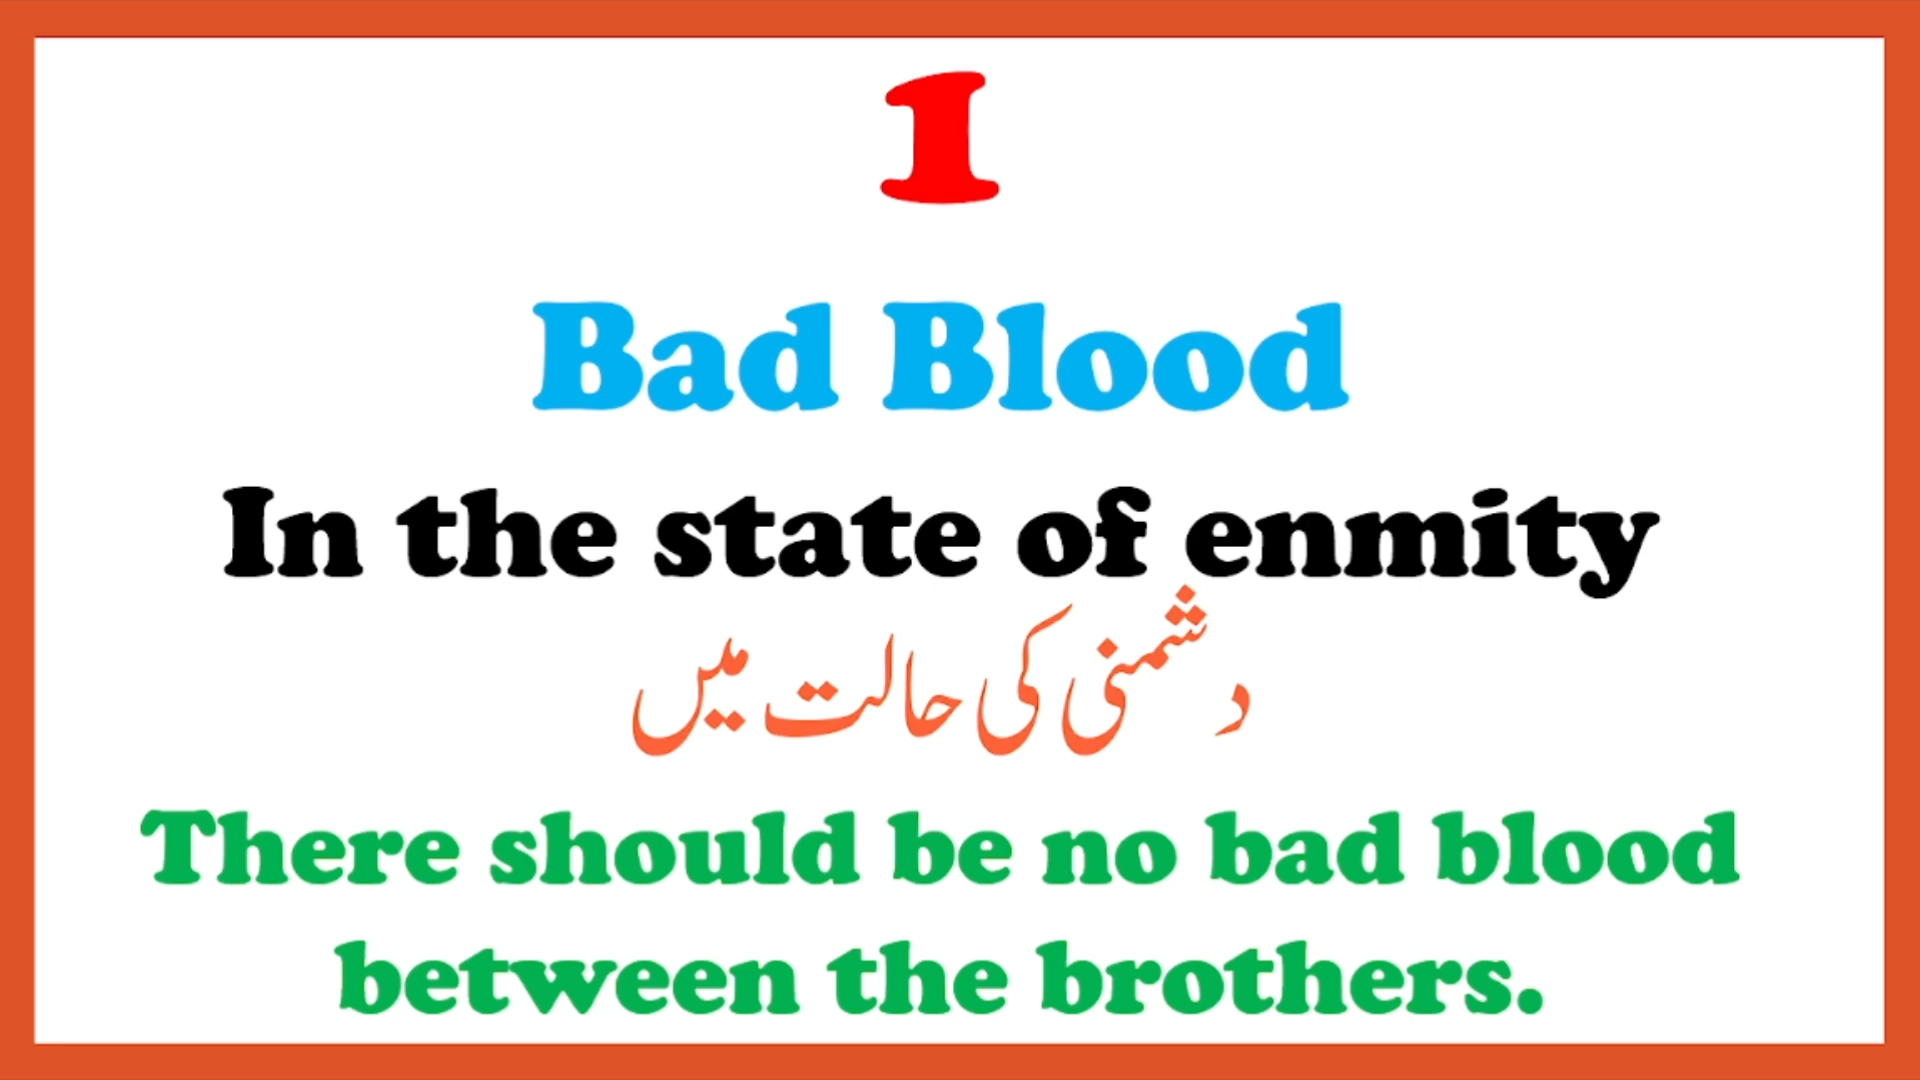 1
Bad Blood
In the state of enmity
دشمنی کی حالت میں
There should be no bad blood
between the brothers.